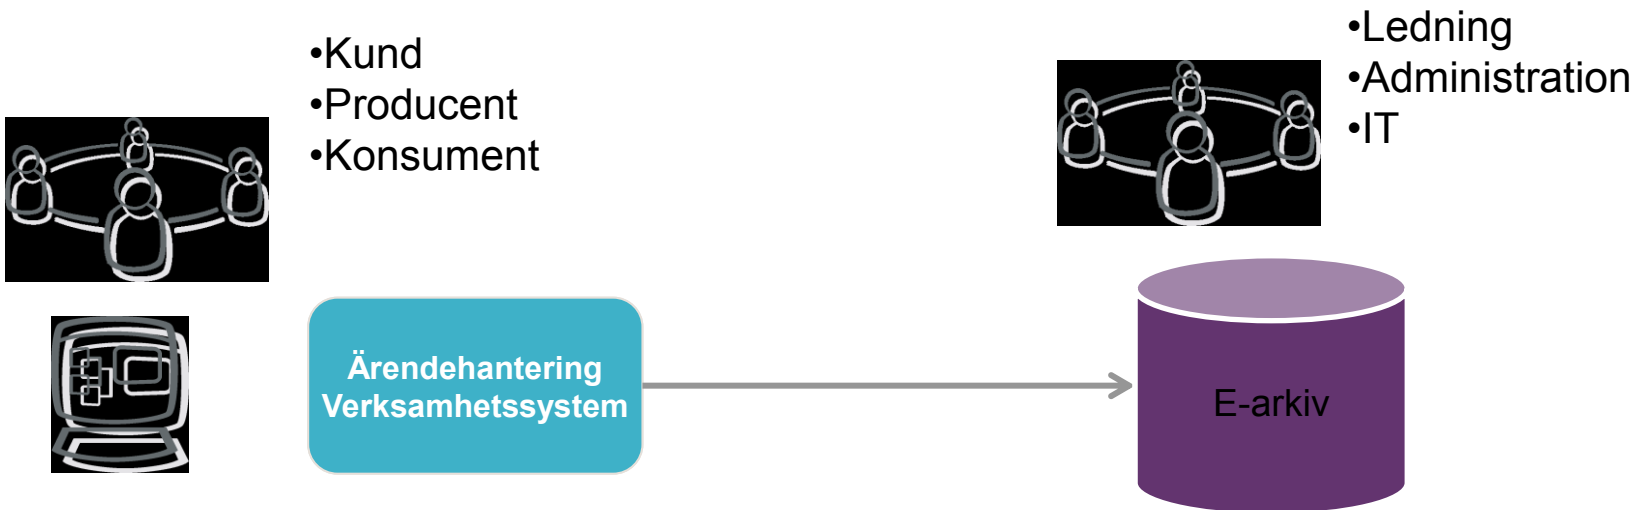 •Kund
•Producent
•Konsument
•Ledning
•Administration
•IT
Ärendehantering
Verksamhetssystem
E-arkiv